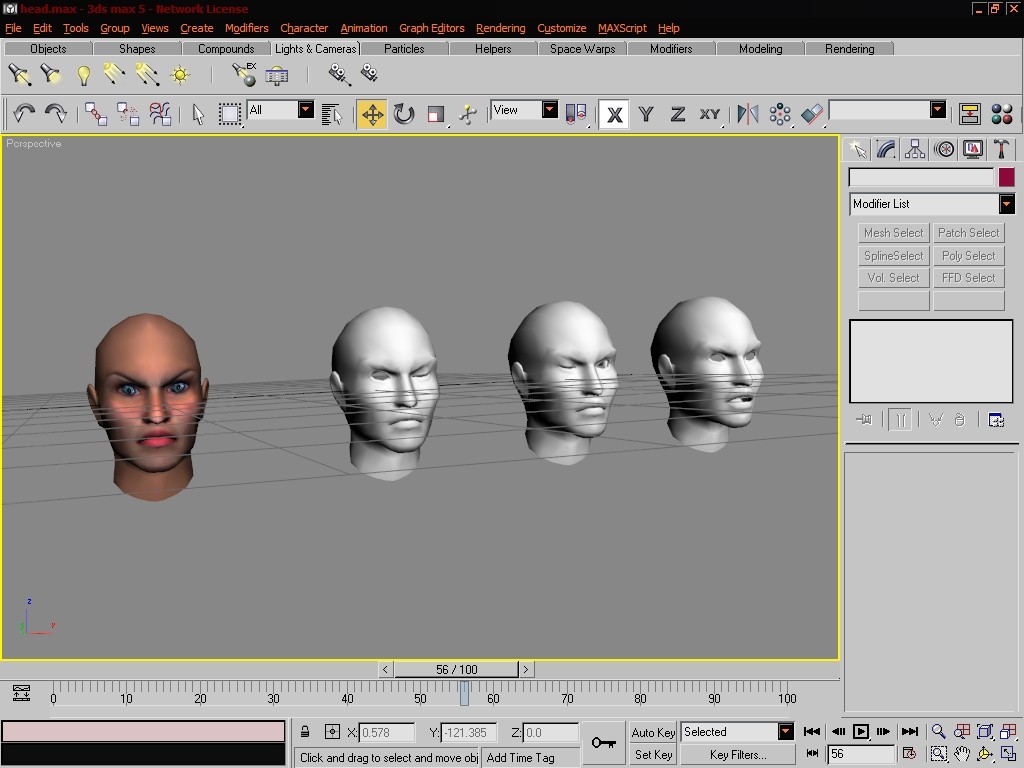 head.max - 3ds max 5 - Network License
File Edit Tools Group Views Create Modifiers Character Animation Graph Editors Rendering Customize MAXScript Help
Objects Shapes Compounds Lights & Cameras Particles Helpers Space Warps Modifiers Modeling Rendering
EX
All View X Y Z XY
Perspective
Modifier List
Mesh Select Patch Select
SplineSelect Poly Select
Vol. Select FFD Select
z
y
56 / 100
0 10 20 30 40 50 60 70 80 90 100
X: 0.578 Y: -121.385 Z: 0.0 Auto Key Selected
Click and drag to select and move obj Add Time Tag Set Key Key Filters... 56